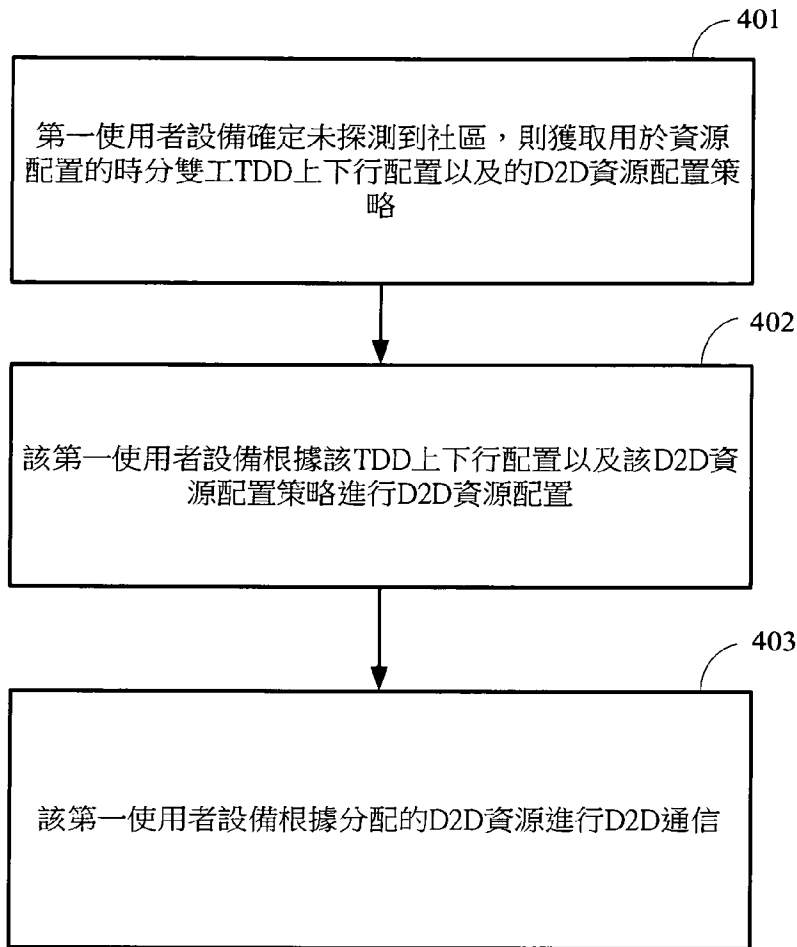 401
第一使用者設備確定未探測到社區，則獲取用於資源
配置的時分雙工TDD上下行配置以及的D2D資源配置策
略
402
該第一使用者設備根據該TDD上下行配置以及該D2D資
源配置策略進行D2D資源配置
403
該第一使用者設備根據分配的D2D資源進行D2D通信